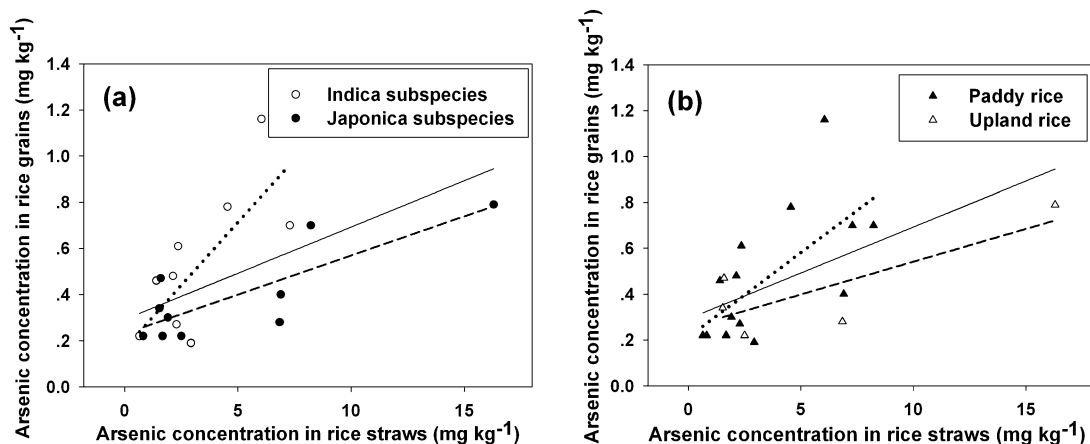 Arsenic concentration in rice grains (mg kg-1)
1.4
1.2
1.0
.8
.6
.4
.2
0.0
(a)
Indica subspecies
Japonica subspecies
0 5 10 15
Arsenic concentration in rice straws (mg kg-1)
Arsenic concentration in rice grains (mg kg-1)
1.4
1.2
1.0
.8
.6
.4
.2
0.0
(b)
Paddy rice
Upland rice
0 5 10 15
Arsenic concentration in rice straws (mg kg-1)